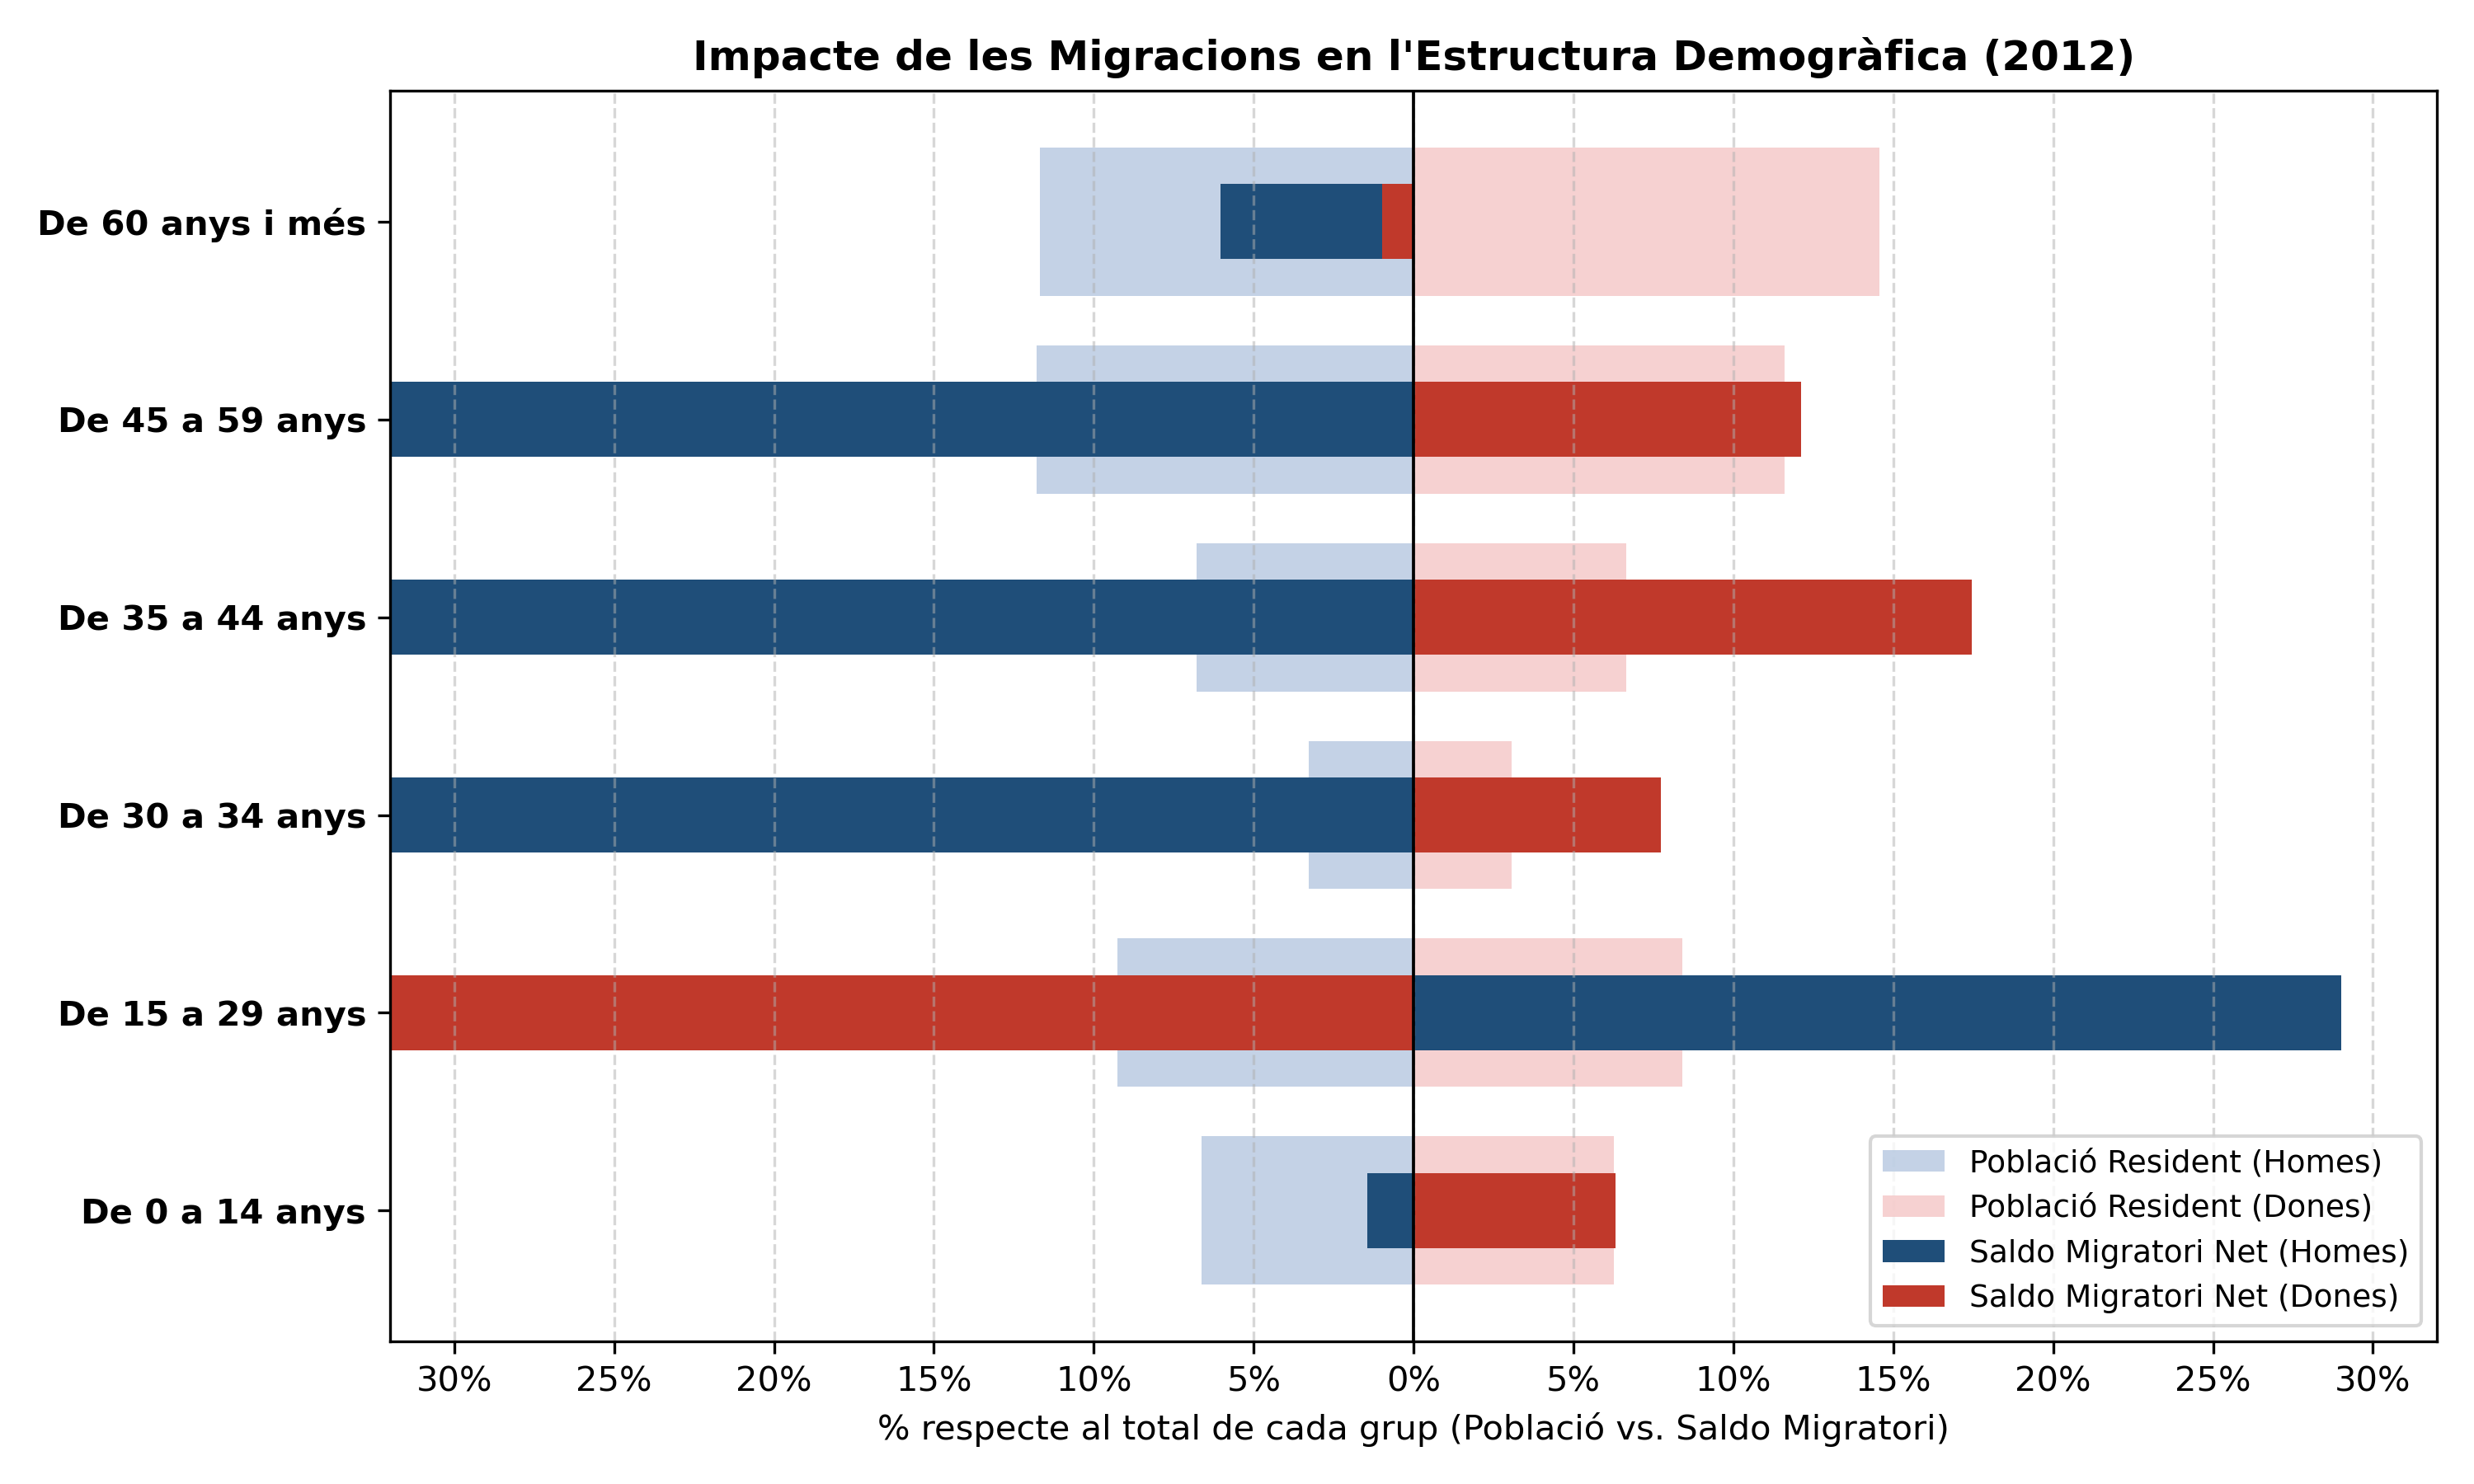 Impacte de les Migracions en l'Estructura Demogràfica (2012)
De 60 anys i més
De 45 a 59 anys
De 35 a 44 anys
De 30 a 34 anys
De 15 a 29 anys
De 0 a 14 anys
Població Resident (Homes)
Població Resident (Dones)
Saldo Migratori Net (Homes)
Saldo Migratori Net (Dones)
30% 25% 20% 15% 10% 5% 0% 5% 10% 15% 20% 25% 30%
% respecte al total de cada grup (Població vs. Saldo Migratori)